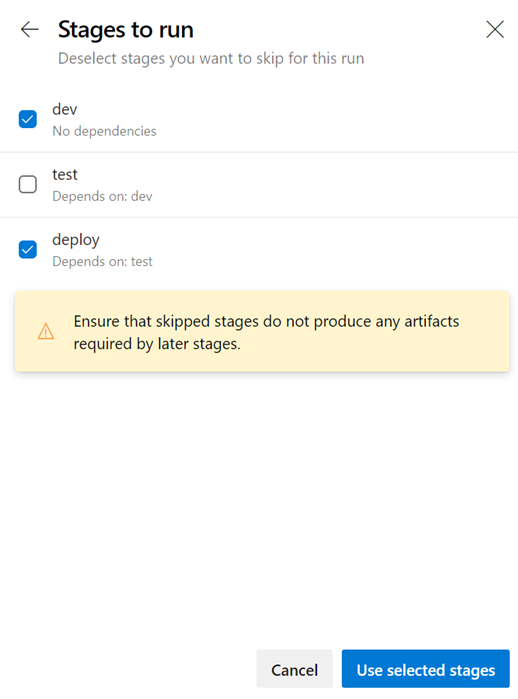 Stages to run
Deselect stages you want to skip for this run
dev
No dependencies
test
Depends on: dev
deploy
Depends on: test
Ensure that skipped stages do not produce any artifacts
required by later stages.
Cancel
Use selected stages